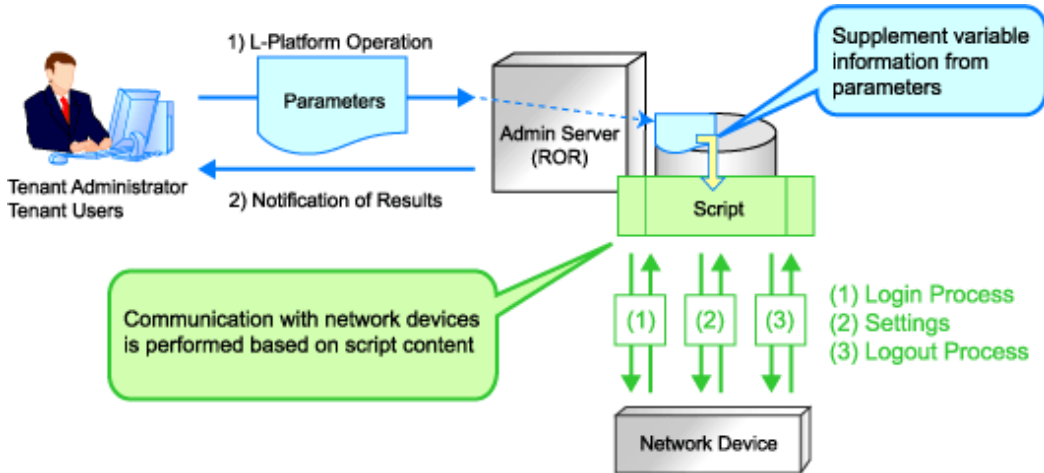 1) L-Platform Operation
Parameters
Supplement variable
information from
parameters
Admin Server
(ROR)
Tenant Administrator
Tenant Users
2) Notification of Results
Script
Communication with network devices
is performed based on script content
(1)
(2)
(3)
(1) Login Process
(2) Settings
(3) Logout Process
Network Device